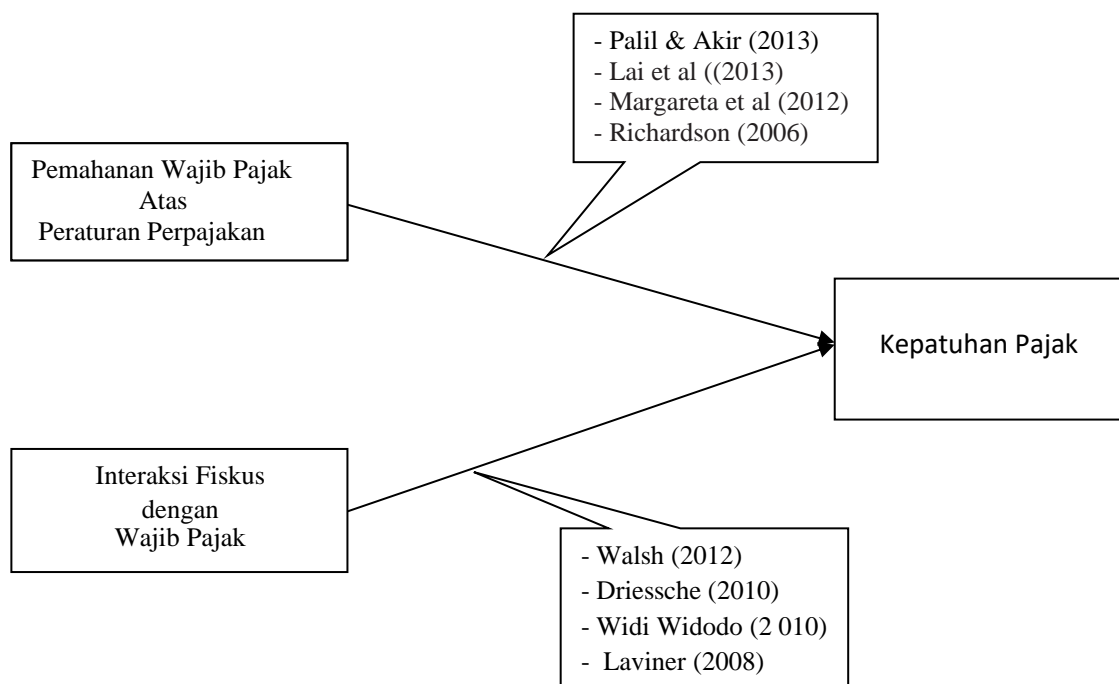 - Palil & Akir (2013)
- Lai et al ((2013)
- Margareta et al (2012)
- Richardson (2006)
Pemahanan Wajib Pajak
Atas
Peraturan Perpajakan
Kepatuhan Pajak
Interaksi Fiskus
dengan
Wajib Pajak
- Walsh (2012)
- Driessche (2010)
- Widi Widodo (2 010)
- Laviner (2008)